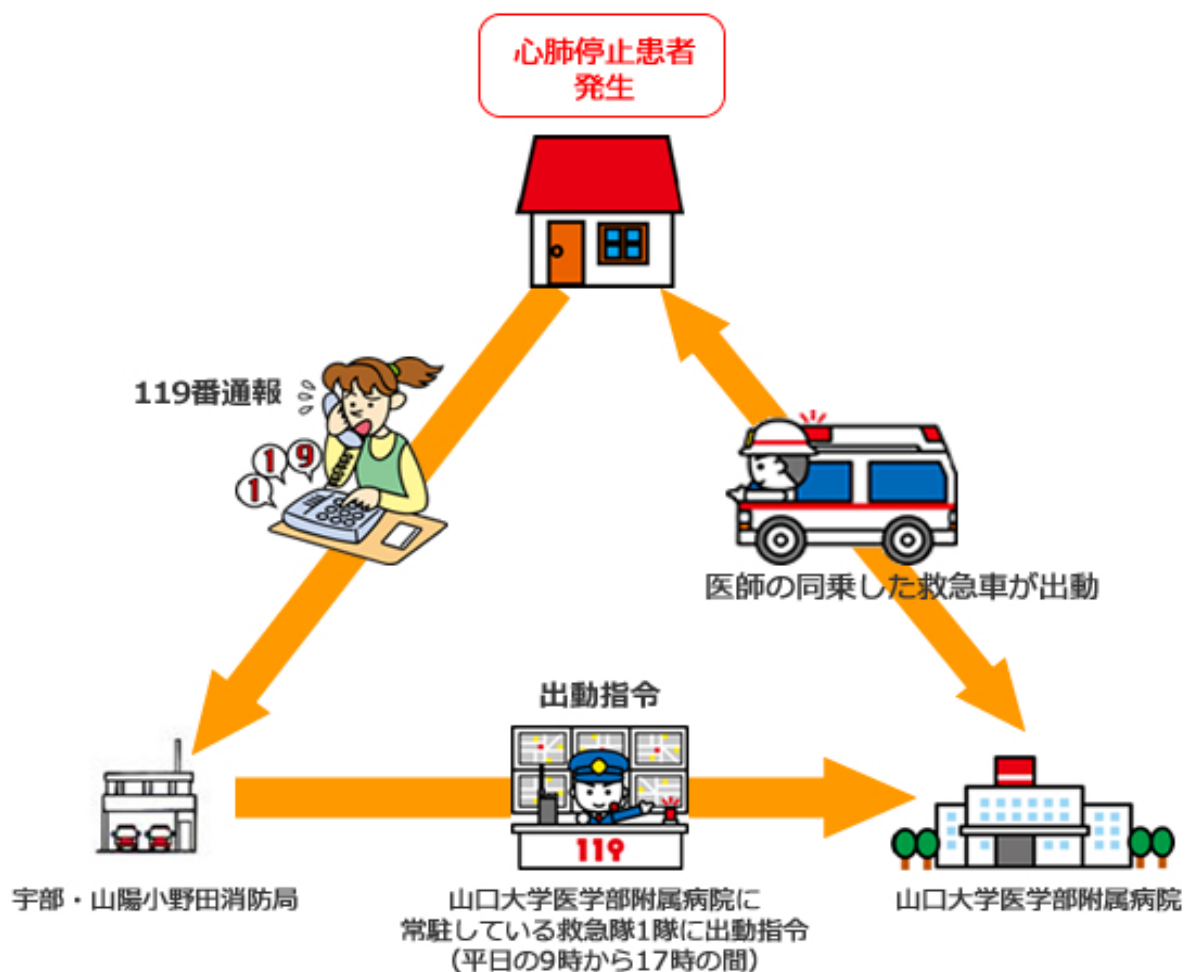 心肺停止患者
発生
119番通報
1
1
9
医師の同乗した救急車が出動
出動指令
119
宇部・山陽小野田消防局
山口大学医学部附属病院に
常駐している救急隊1隊に出動指令
（平日の9時から17時の間）
山口大学医学部附属病院